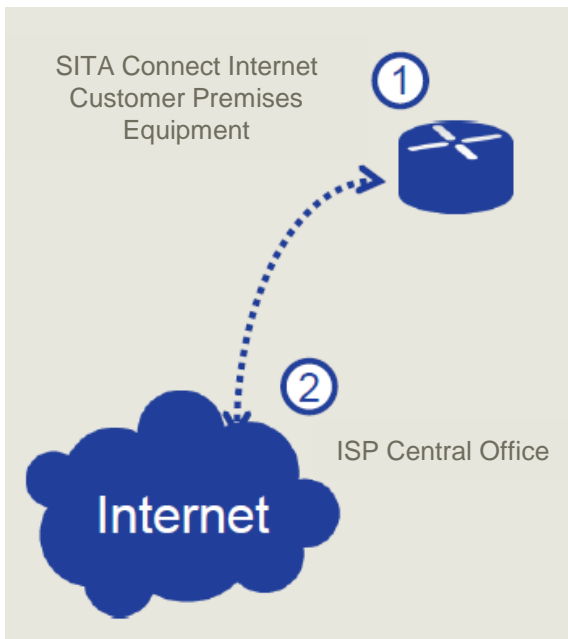 SITA Connect Internet
Customer Premises
Equipment
1
2
ISP Central Office
Internet